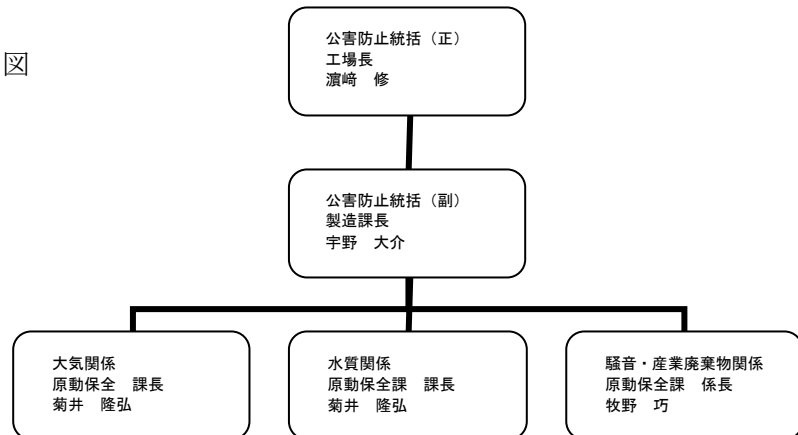 図
公害防止統括（正）
工場長
濵﨑　修
公害防止統括（副）
製造課長
宇野　大介
大気関係
原動保全　課長
菊井　隆弘
水質関係
原動保全課　課長
菊井　隆弘
騒音・産業廃棄物関係
原動保全課　係長
牧野　巧